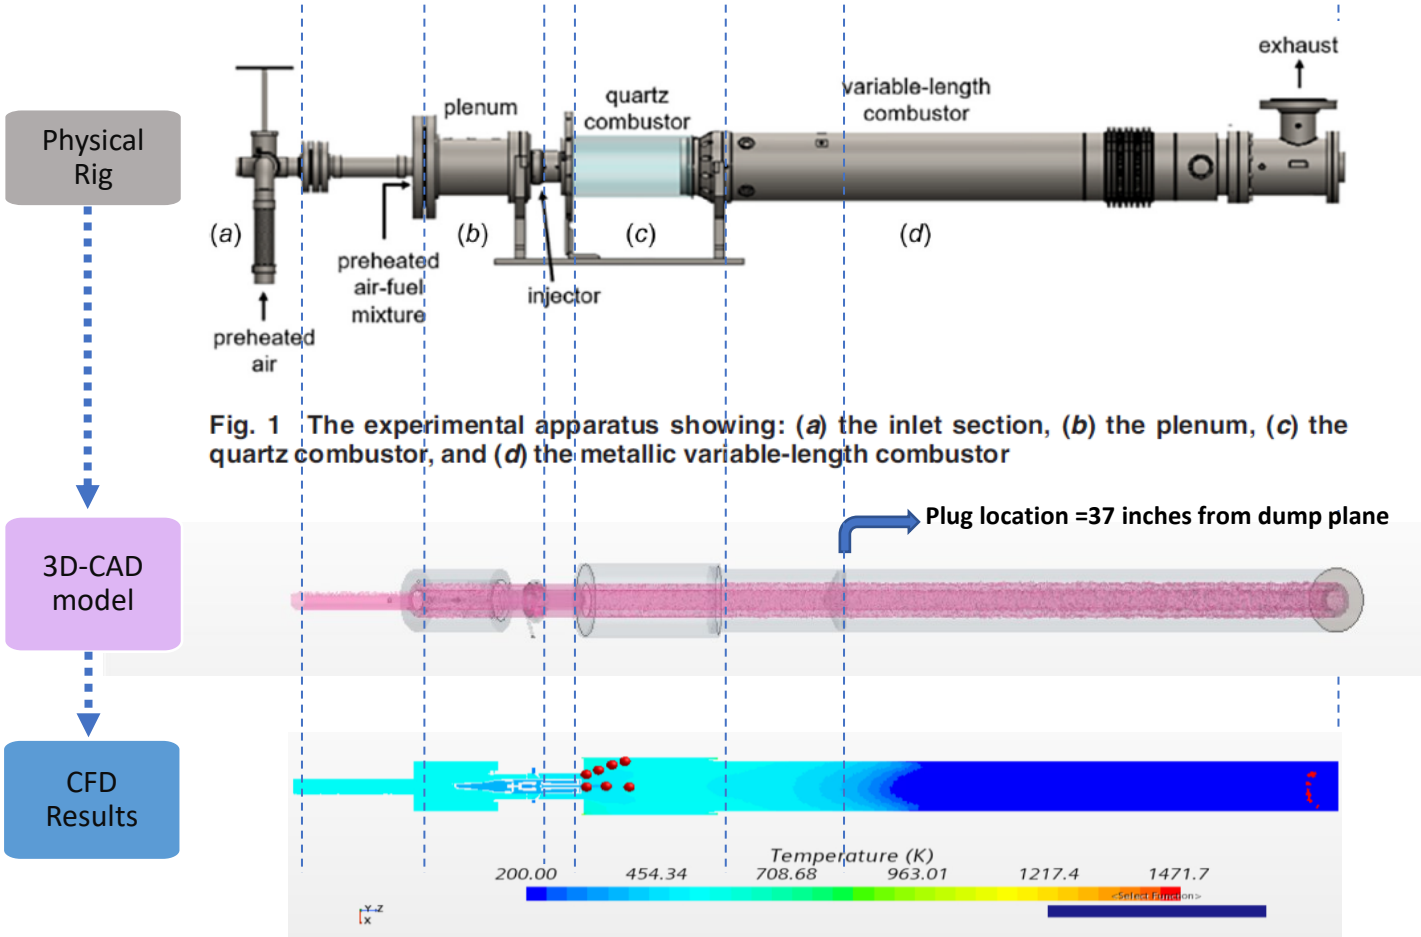 exhaust
variable-length
combustor
quartz
combustor
plenum
Physical
Rig
(a)
(b)
(c)
(d)
preheated
air-fuel
mixture
injector
preheated
air
Fig. 1 The experimental apparatus showing: (a) the inlet section, (b) the plenum, (c) the
quartz combustor, and (d) the metallic variable-length combustor
Plug location =37 inches from dump plane
3D-CAD
model
CFD
Results
Temperature (K)
200.00 454.34 708.68 963.01 1217.4 1471.7
<Select Function>
Y Z
X